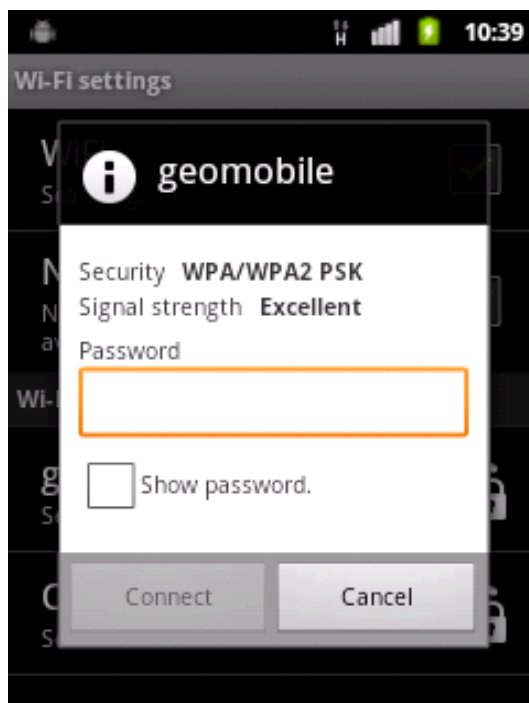 H 10:39
Wi-Fi settings
geomobile
Security WPA/WPA2 PSK
Signal strength Excellent
Password
Show password.
Connect Cancel